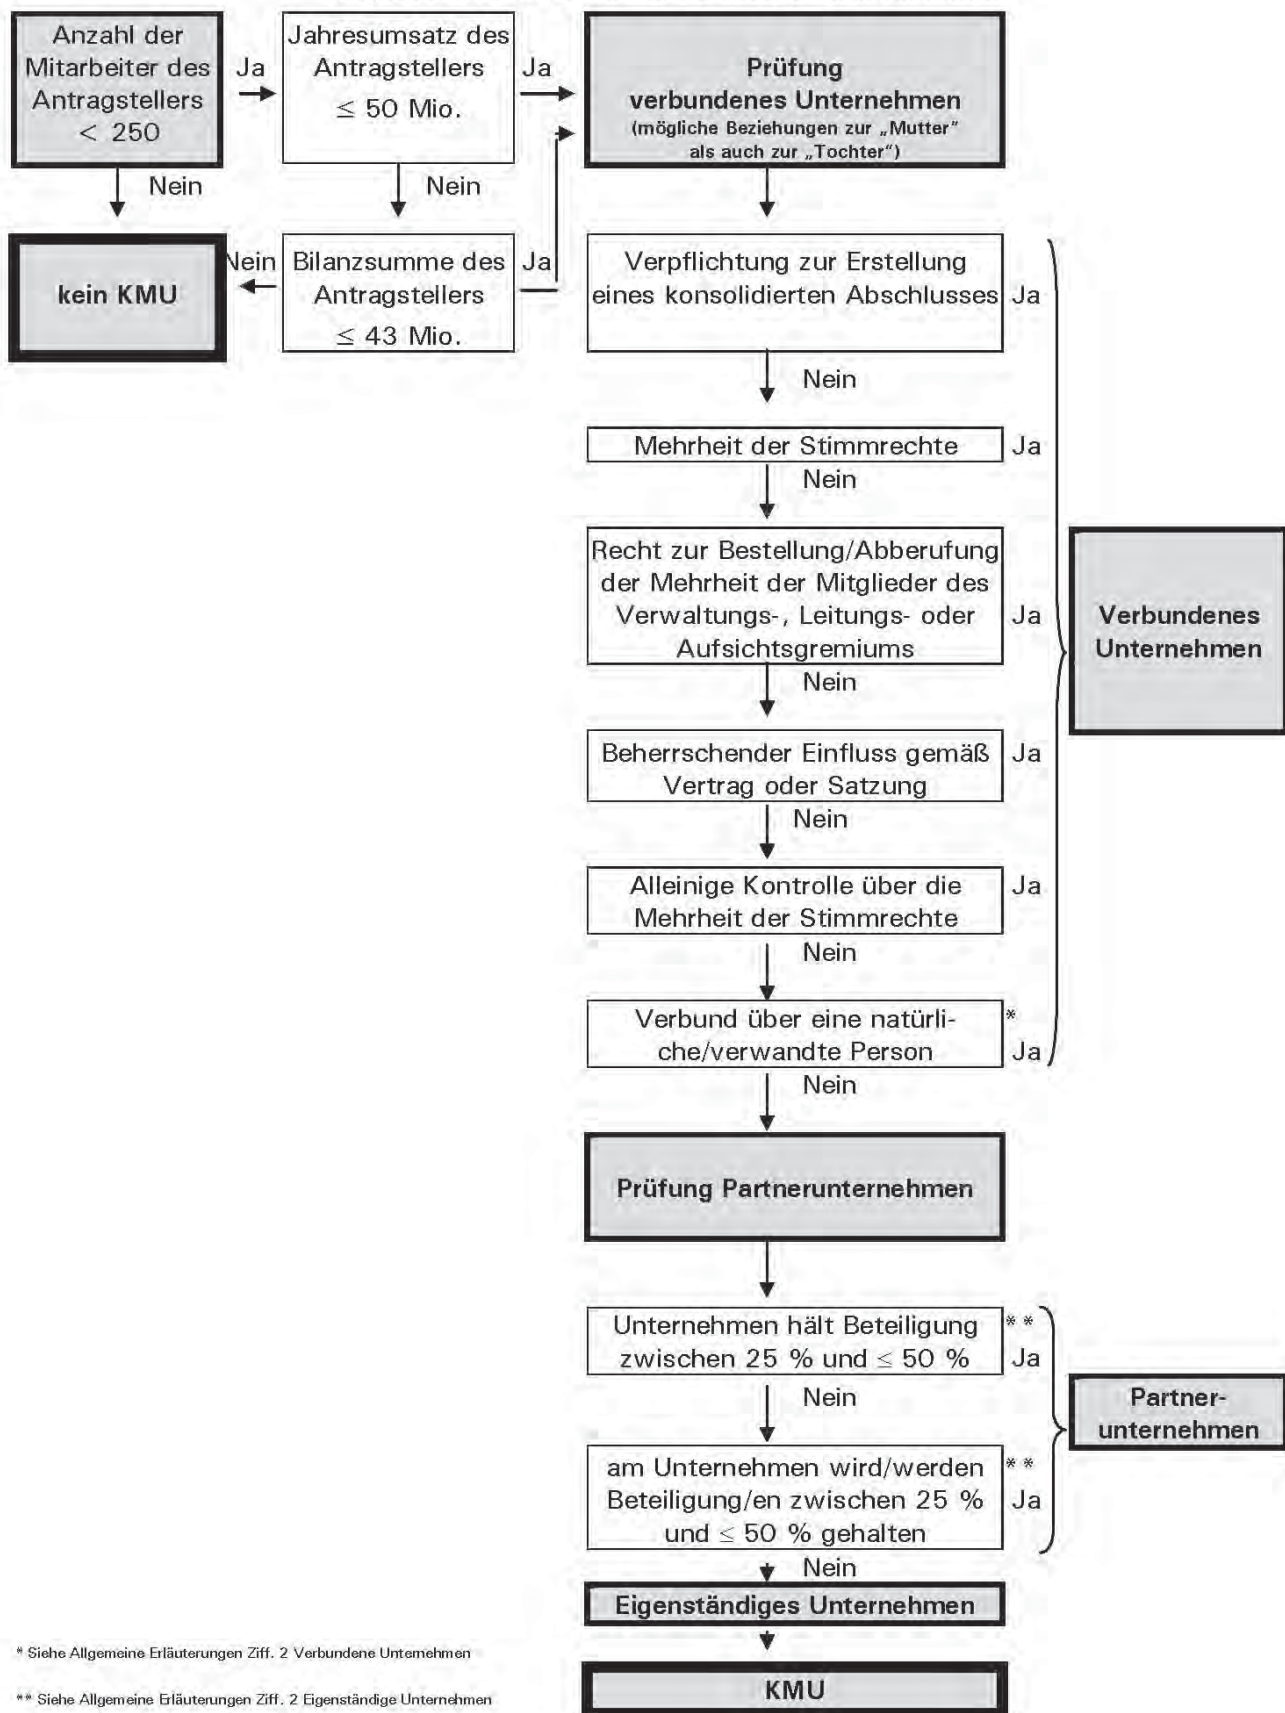 Anzahl der
Mitarbeiter des
Antragstellers
< 250
Ja
Jahresumsatz des
Antragstellers
≤ 50 Mio.
Ja
Prüfung
verbundenes Unternehmen
(mögliche Beziehungen zur „Mutter"
als auch zur „Tochter")
Nein
Nein
kein KMU
Nein
Bilanzsumme des
Antragstellers
≤ 43 Mio.
Ja
Verpflichtung zur Erstellung
eines konsolidierten Abschlusses
Ja
Nein
Mehrheit der Stimmrechte
Ja
Nein
Recht zur Bestellung/Abberufung
der Mehrheit der Mitglieder des
Verwaltungs-, Leitungs- oder
Aufsichtsgremiums
Ja
Verbundenes
Unternehmen
Nein
Beherrschender Einfluss gemäß
Vertrag oder Satzung
Ja
Nein
Alleinige Kontrolle über die
Mehrheit der Stimmrechte
Ja
Nein
Verbund über eine natürli-
che/verwandte Person
*
Ja
Nein
Prüfung Partnerunternehmen
Unternehmen hält Beteiligung
zwischen 25 % und ≤ 50 %
**
Ja
Nein
Partner-
unternehmen
am Unternehmen wird/werden
Beteiligung/en zwischen 25 %
und ≤ 50 % gehalten
**
Ja
Nein
Eigenständiges Unternehmen
KMU
* Siehe Allgemeine Erläuterungen Ziff. 2 Verbundene Unternehmen
** Siehe Allgemeine Erläuterungen Ziff. 2 Eigenständige Unternehmen